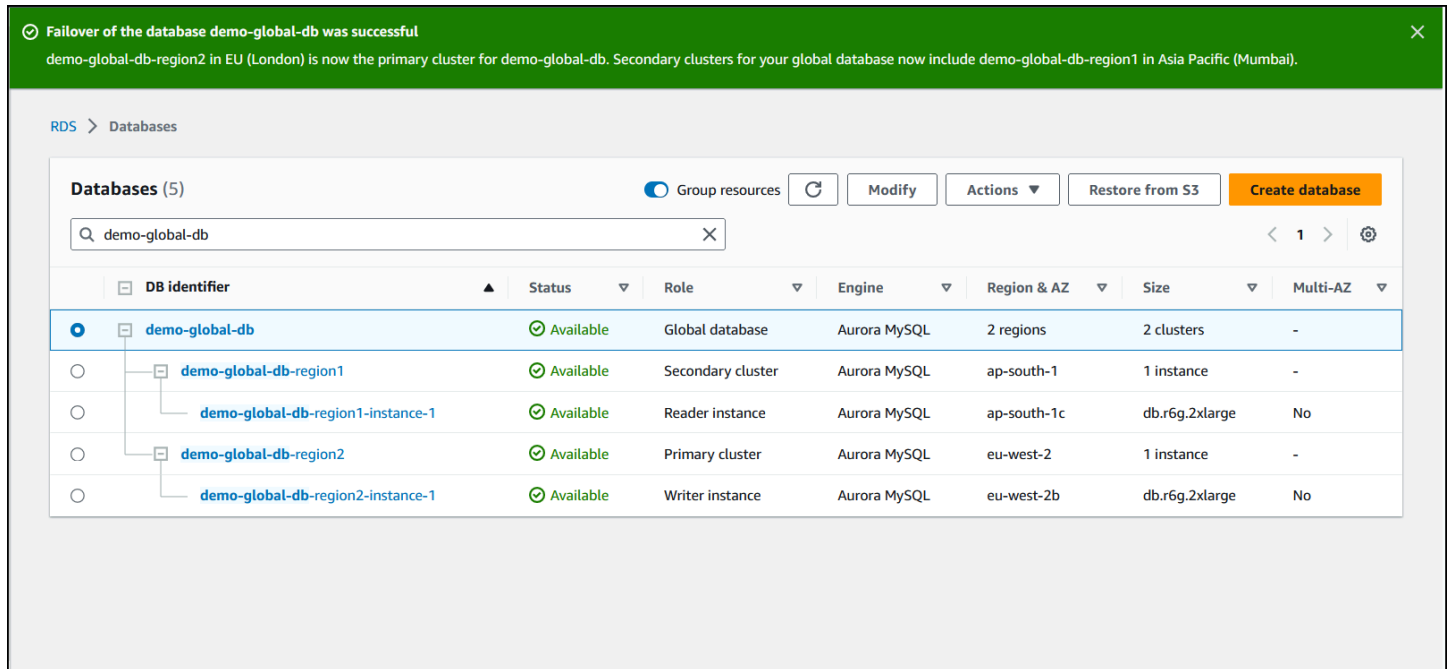 Failover of the database demo-global-db was successful
demo-global-db-region2 in EU (London) is now the primary cluster for demo-global-db. Secondary clusters for your global database now include demo-global-db-region1 in Asia Pacific (Mumbai).
RDS > Databases
Databases (5) Group resources Modify Actions Restore from S3 Create database
demo-global-db 1
DB identifier Status Role Engine Region & AZ Size Multi-AZ
demo-global-db Available Global database Aurora MySQL 2 regions 2 clusters -
demo-global-db-region1 Available Secondary cluster Aurora MySQL ap-south-1 1 instance -
demo-global-db-region1-instance-1 Available Reader instance Aurora MySQL ap-south-1c db.r6g.2xlarge No
demo-global-db-region2 Available Primary cluster Aurora MySQL eu-west-2 1 instance -
demo-global-db-region2-instance-1 Available Writer instance Aurora MySQL eu-west-2b db.r6g.2xlarge No